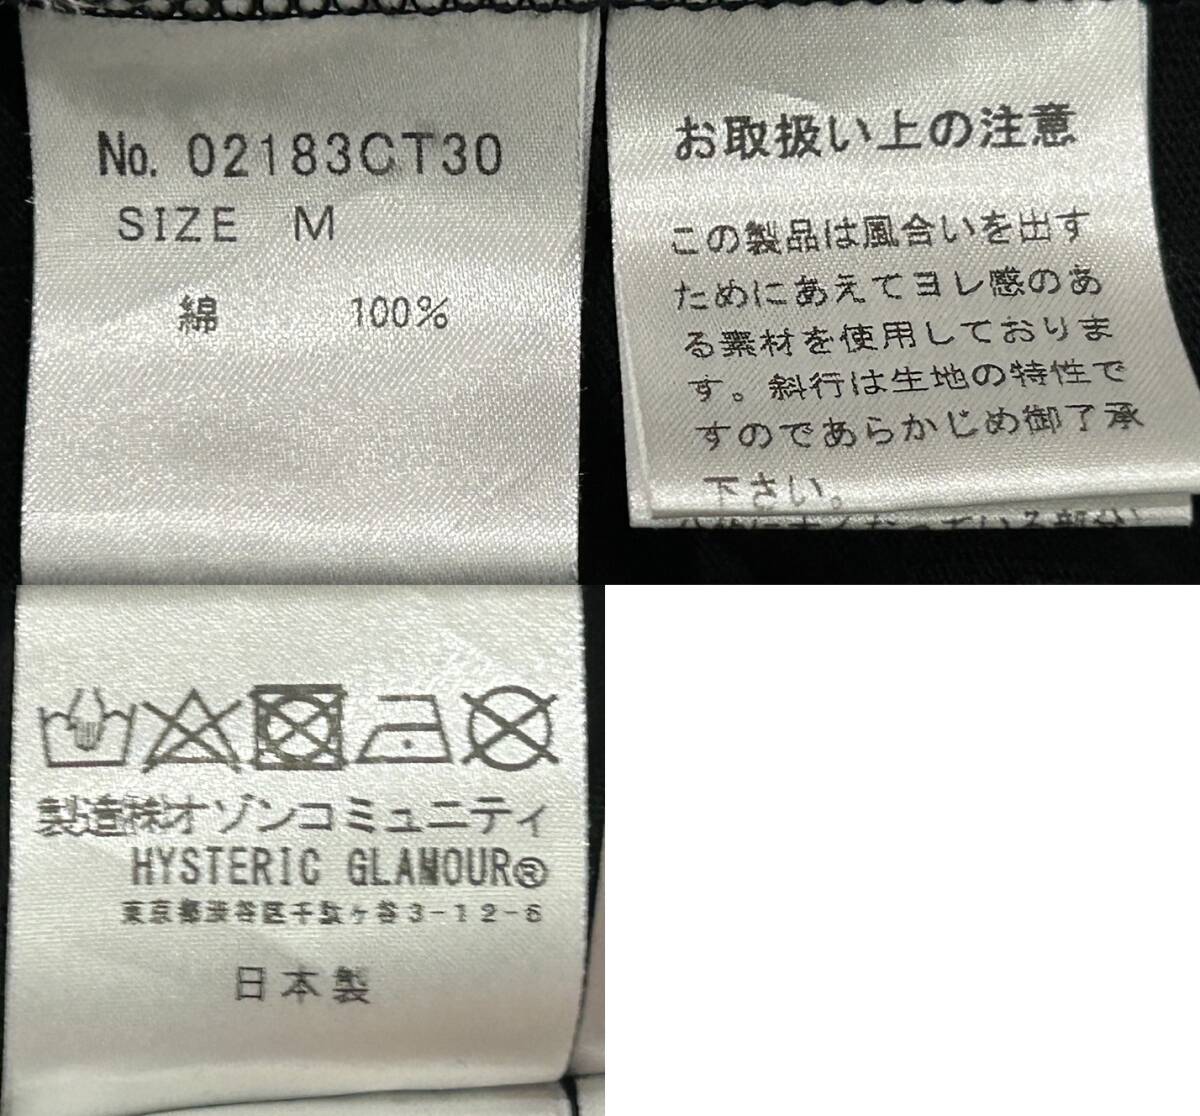 No. 02183CT30
SIZE M
綿 100%
お取扱い上の注意
この製品は風合いを出す
ためにあえてヨレ感のあ
る素材を使用しておりま
す。斜行は生地の特性で
すのであらかじめ御了承
下さい。
製造㈱オゾンコミュニティ
HYSTERIC GLAMOUR®
東京都渋谷区千駄ヶ谷3-12-6
日本製